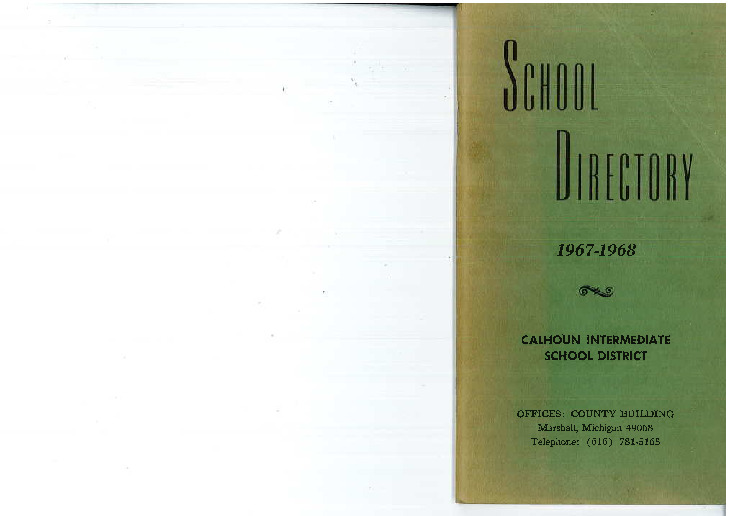 SCHOOL
DIRECTORY
1967-1968
CALHOUN INTERMEDIATE
SCHOOL DISTRICT
OFFICES: COUNTY BUILDING
Marshall, Michigan 49068
Telephone: (616) 781-5165